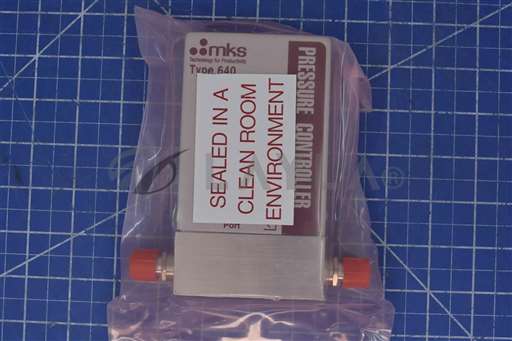 mks
Technology for Productivity
Type 640
PRESSURE CONTROLLER
SEALED IN A
CLEAN ROOM
ENVIRONMENT
Port